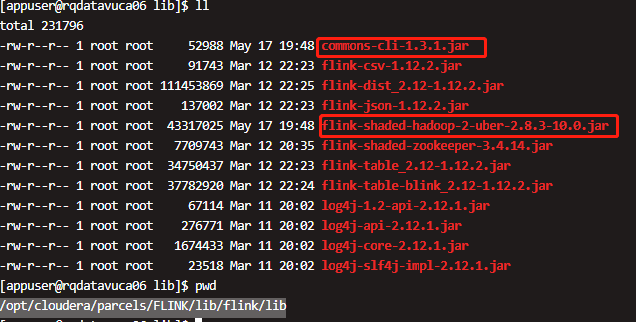 [appuser@rqdatavuca06 lib]$ ll
total 231796
-rw-r--r-- 1 root root 52988 May 17 19:48 commons-cli-1.3.1.jar
-rw-r--r-- 1 root root 91743 Mar 12 22:23 flink-csv-1.12.2.jar
-rw-r--r-- 1 root root 111453869 Mar 12 22:25 flink-dist_2.12-1.12.2.jar
-rw-r--r-- 1 root root 137002 Mar 12 22:23 flink-json-1.12.2.jar
-rw-r--r-- 1 root root 43317025 May 17 19:48 flink-shaded-hadoop-2-uber-2.8.3-10.0.jar
-rw-r--r-- 1 root root 7709743 Mar 12 20:35 flink-shaded-zookeeper-3.4.14.jar
-rw-r--r-- 1 root root 34750437 Mar 12 22:23 flink-table_2.12-1.12.2.jar
-rw-r--r-- 1 root root 37782920 Mar 12 22:24 flink-table-blink_2.12-1.12.2.jar
-rw-r--r-- 1 root root 67114 Mar 11 20:02 log4j-1.2-api-2.12.1.jar
-rw-r--r-- 1 root root 276771 Mar 11 20:02 log4j-api-2.12.1.jar
-rw-r--r-- 1 root root 1674433 Mar 11 20:02 log4j-core-2.12.1.jar
-rw-r--r-- 1 root root 23518 Mar 11 20:02 log4j-slf4j-impl-2.12.1.jar
[appuser@rqdatavuca06 lib]$ pwd
/opt/cloudera/parcels/FLINK/lib/flink/lib